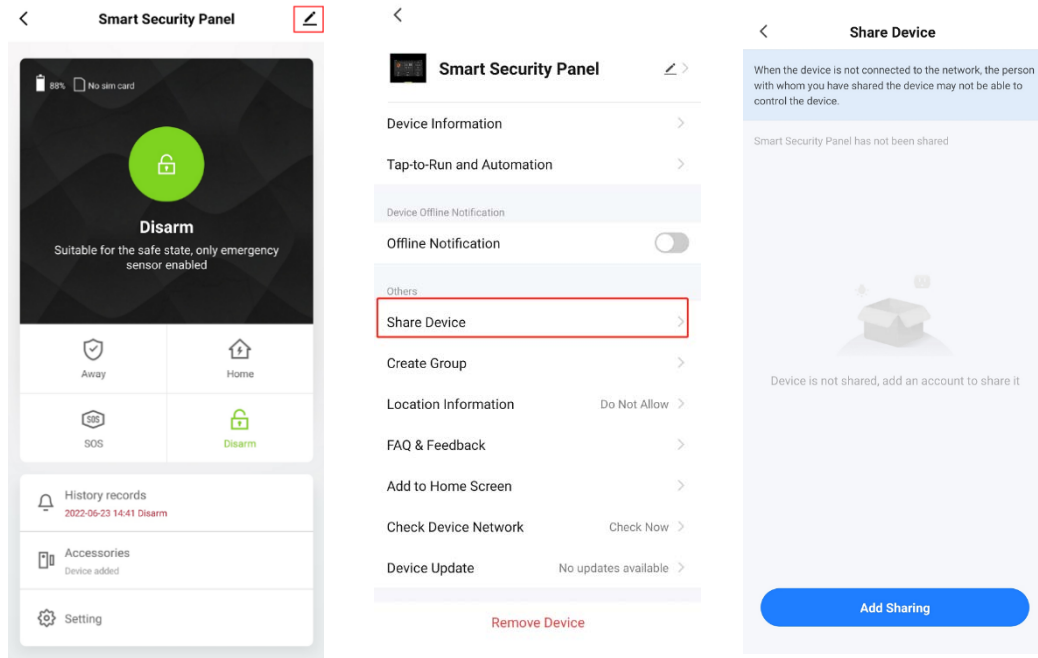 Smart Security Panel
88%
No sim card
Disarm
Suitable for the safe state, only emergency
sensor enabled
Away
Home
SOS
SOS
Disarm
History records
2022-06-23 14:41 Disarm
Accessories
Device added
Setting
Smart Security Panel
Device Information
Tap-to-Run and Automation
Device Offline Notification
Offline Notification
Others
Share Device
Create Group
Location Information Do Not Allow
FAQ & Feedback
Add to Home Screen
Check Device Network Check Now
Device Update No updates available
Remove Device
Share Device
When the device is not connected to the network, the person
with whom you have shared the device may not be able to
control the device.
Smart Security Panel has not been shared
Device is not shared, add an account to share it
Add Sharing